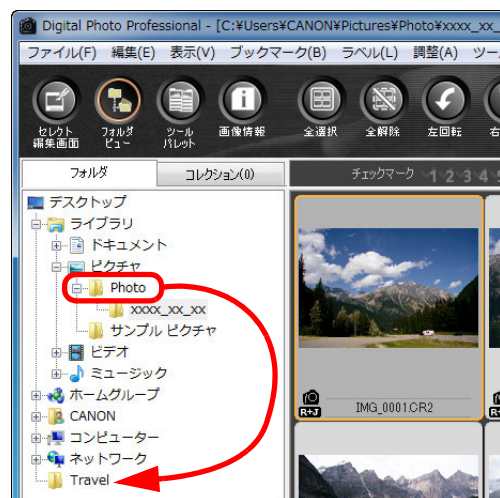 Digital Photo Professional - [C:¥Users¥CANON¥Pictures¥Photo¥xxxx_xx_
ファイル(F) 編集(E) 表示(V) ブックマーク(B) ラベル(L) 調整(A) ツー
セレクト編集画面 フォルダビュー ツールパレット 画像情報 全選択 全解除 左回転 右
フォルダ コレクション(0) チェックマーク 1 2 3 4 5
デスクトップ
ライブラリ
ドキュメント
ピクチャ
Photo
xxxx_xx_xx
サンプル ピクチャ
ビデオ
ミュージック
ホームグループ
CANON
コンピューター
ネットワーク
Travel
R+J IMG_0001.CR2